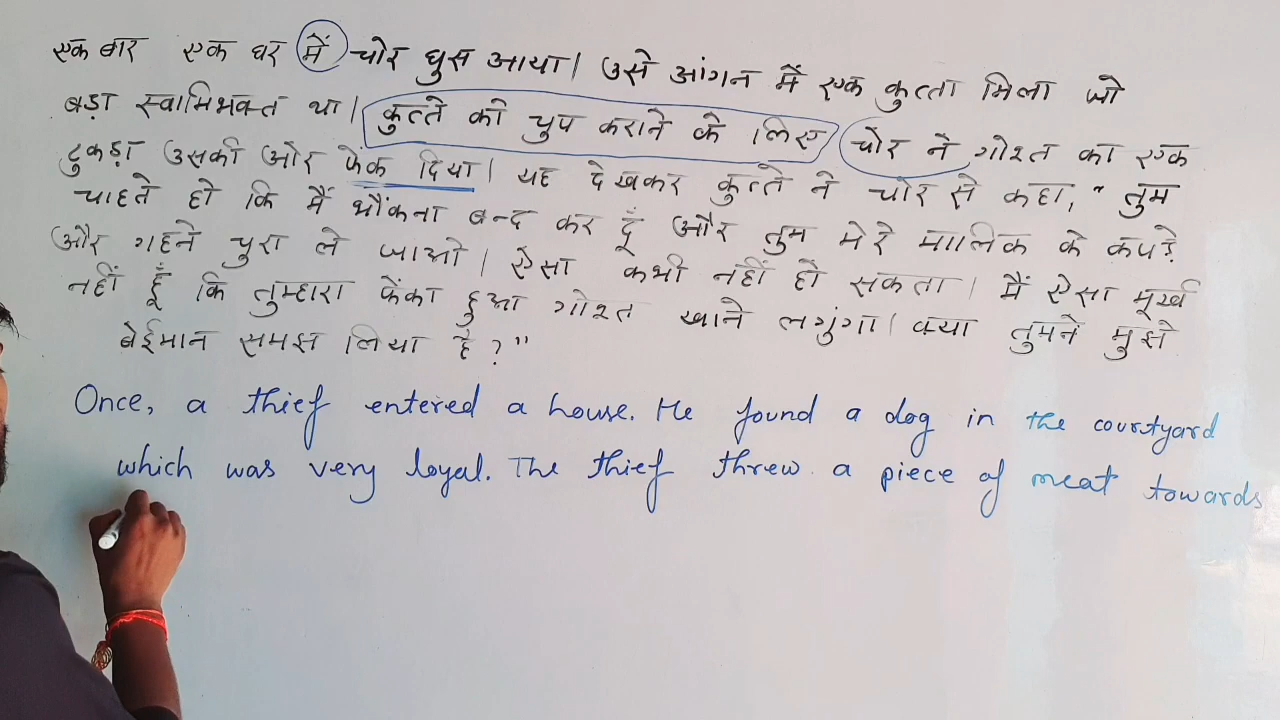 एक बार एक घर में चोर घुस आया। उसे आंगन में एक कुत्ता मिला जो
बड़ा स्वामिभक्त था। कुत्ते को चुप कराने के लिए चोर ने गोश्त का एक
टुकड़ा उसकी ओर फेंक दिया। यह देखकर कुत्ते ने चोर से कहा, "तुम
चाहते हो कि मैं भौंकना बन्द कर दूँ और तुम मेरे मालिक के कपड़े
और गहने चुरा ले जाओ। ऐसा कभी नहीं हो सकता। मैं ऐसा मूर्ख
नहीं हूँ कि तुम्हारा फेंका हुआ गोश्त खाने लगुंगा। क्या तुमने मुझे
बेईमान समझ लिया है?"
Once, a thief entered a house. He found a dog in the courtyard
which was very loyal. The thief threw a piece of meat towards